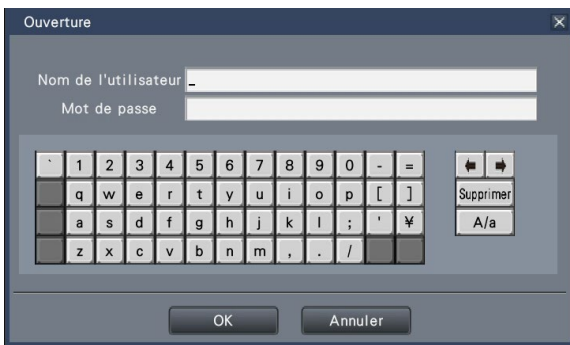 Ouverture
Nom de l'utilisateur
Mot de passe
` 1 2 3 4 5 6 7 8 9 0 - =
q w e r t y u i o p [ ] Supprimer
a s d f g h j k l ; ' ¥ A/a
z x c v b n m , . /
OK Annuler